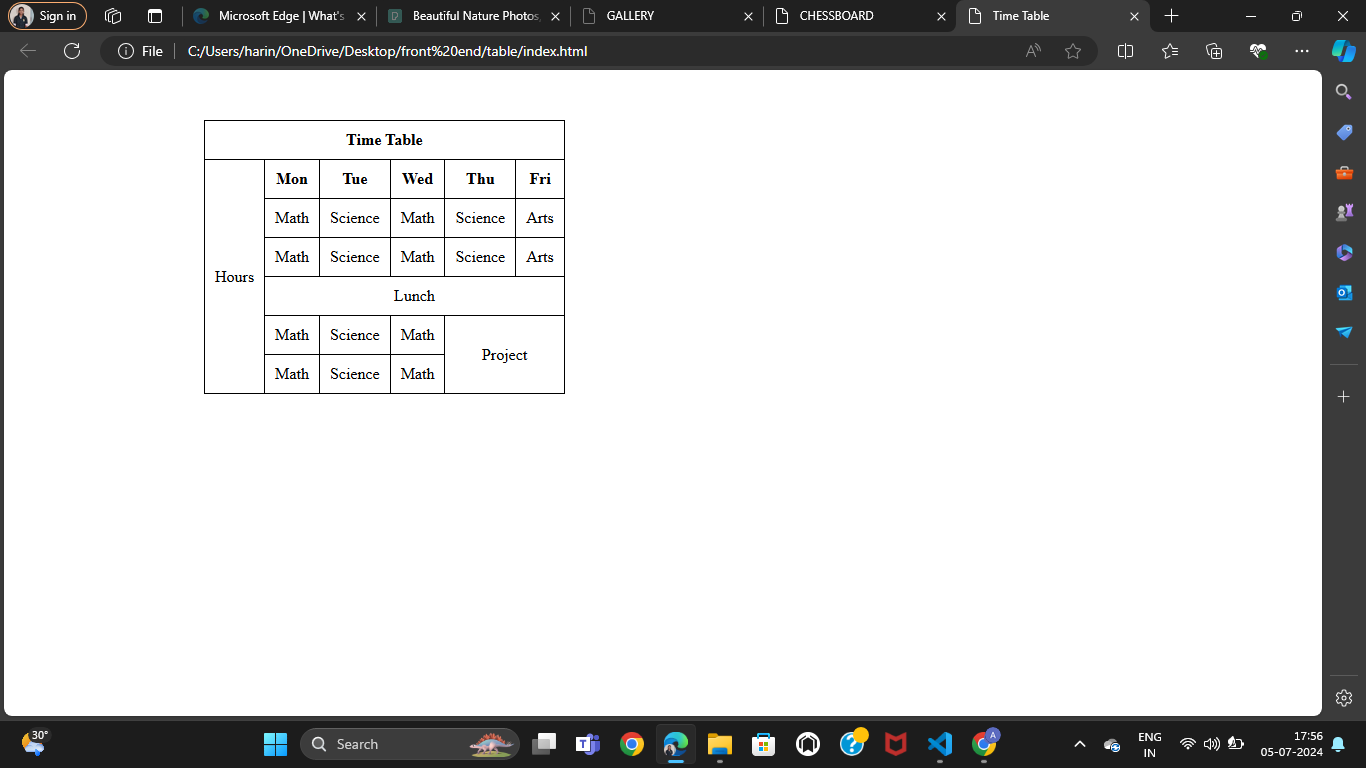 Sign in
Microsoft Edge | What's
Beautiful Nature Photos,
GALLERY
CHESSBOARD
Time Table
File
C:/Users/harin/OneDrive/Desktop/front%20end/table/index.html
Time Table
Mon Tue Wed Thu Fri
Math Science Math Science Arts
Math Science Math Science Arts
Hours
Lunch
Math Science Math
Project
Math Science Math
30°
Search
A
ENG
IN
17:56
05-07-2024